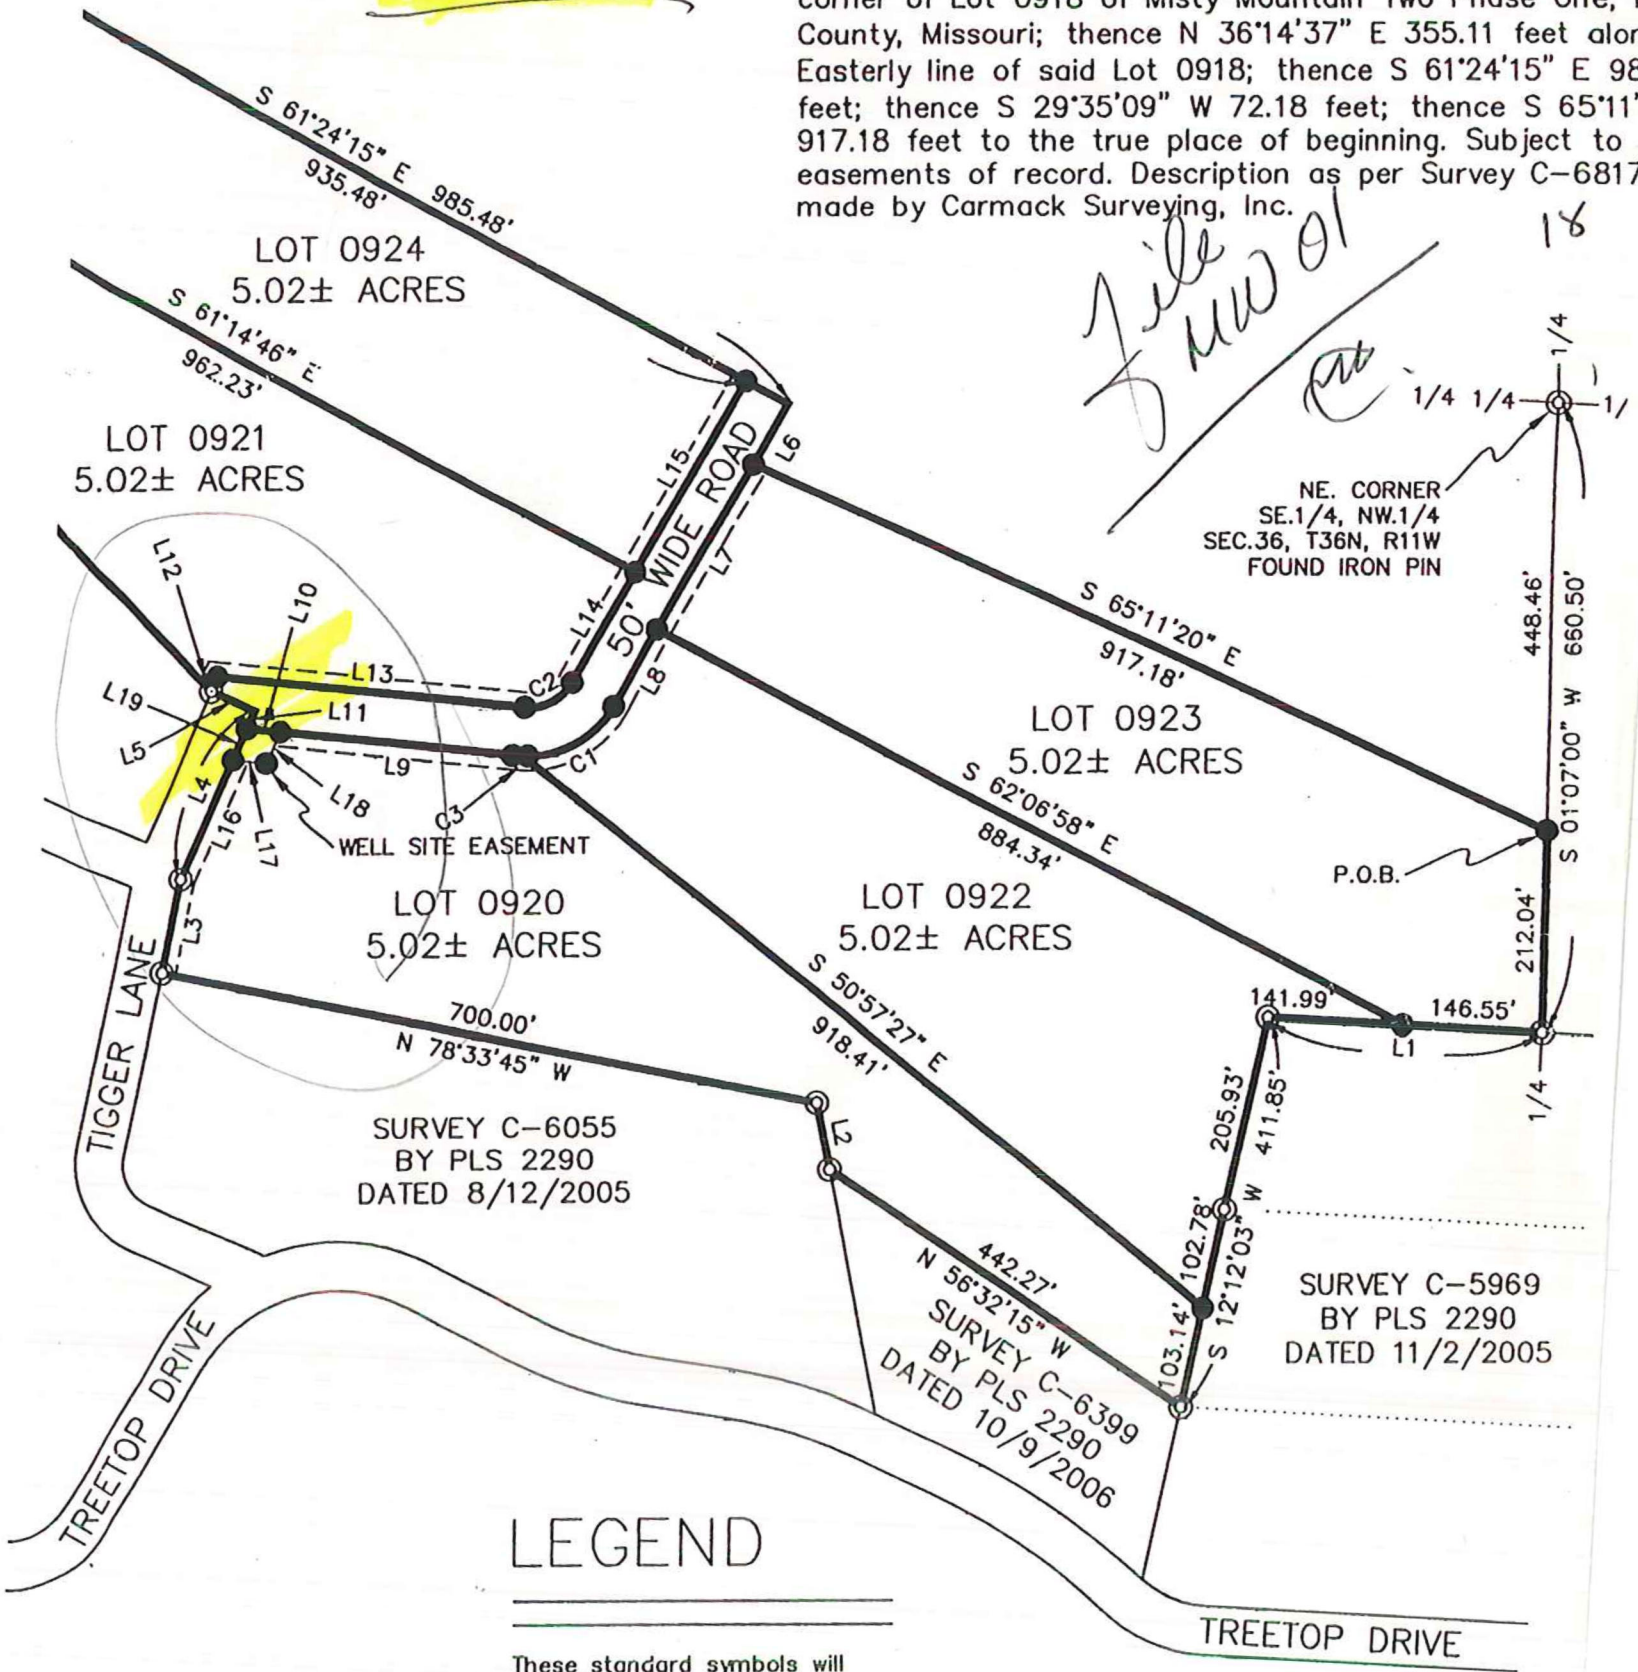 County, Missouri; thence N 36°14'37" E 355.11 feet
Easterly line of said Lot 0918; thence S 61°24'15" E
feet; thence S 29°35'09" W 72.18 feet; thence S
917.18 feet to the true place of beginning. Subject to
easements of record. Description as per Survey C-6817
made by Carmack Surveying, Inc.
File
MW 01
18
S 61°24'15" E 985.48'
935.48'
LOT 0924
5.02± ACRES
S 61°14'46" E
962.23'
LOT 0921
5.02± ACRES
L15
L6
50' WIDE ROAD
L7
L14
L8
L12
L10
L13
C2
L19
L11
L5
L9
C1
L4
L18
C3
L16
L17
WELL SITE EASEMENT
L3
1/4
1/4 1/4
1/
NE. CORNER
SE.1/4, NW.1/4
SEC.36, T36N, R11W
FOUND IRON PIN
448.46'
660.50'
S 01°07'00" W
S 65°11'20" E
917.18'
LOT 0923
5.02± ACRES
S 62°06'58" E
884.34'
P.O.B.
212.04'
LOT 0920
5.02± ACRES
LOT 0922
5.02± ACRES
S 50°57'27" E
918.41'
141.99'
146.55'
L1
1/4
TIGGER LANE
700.00'
N 78°33'45" W
L2
205.93'
411.85'
S 12°12'03" W
102.78'
103.14'
SURVEY C-6055
BY PLS 2290
DATED 8/12/2005
442.27'
N 56°32'15" W
SURVEY C-6399
BY PLS 2290
DATED 10/9/2006
SURVEY C-5969
BY PLS 2290
DATED 11/2/2005
TREETOP DRIVE
LEGEND
TREETOP DRIVE
These standard symbols will